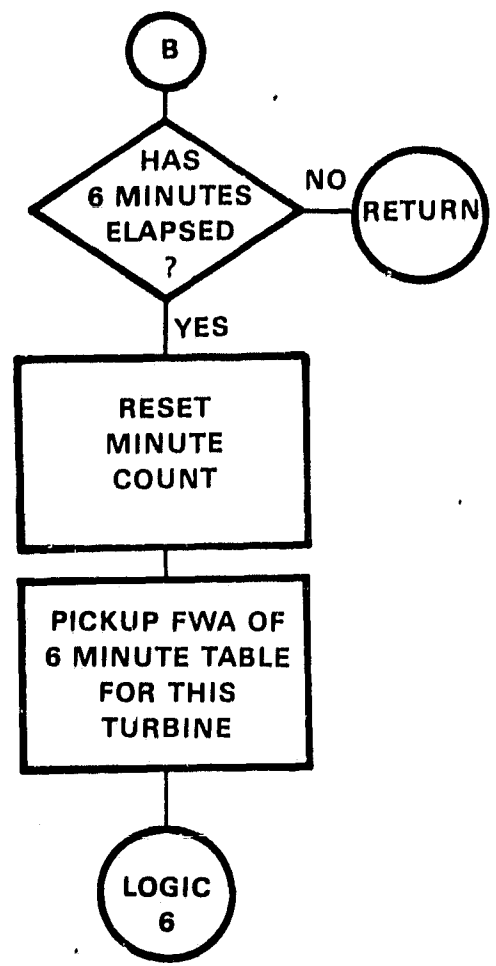 B
HAS
6 MINUTES
ELAPSED
?
NO
RETURN
YES
RESET
MINUTE
COUNT
PICKUP FWA OF
6 MINUTE TABLE
FOR THIS
TURBINE
LOGIC
6